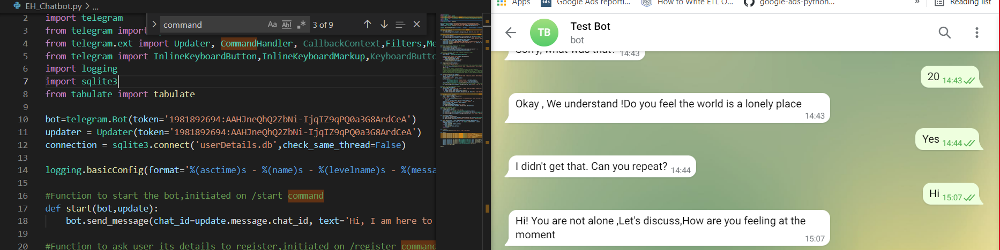 EH_Chatbot.py > ...
2 import telegram
3 from telegram import
4 from telegram.ext import Updater, CommandHandler, CallbackContext,Filters,Me
5 from telegram import InlineKeyboardButton,InlineKeyboardMarkup,KeyboardButto
6 import logging
7 import sqlite3
8 from tabulate import tabulate
9
10 bot=telegram.Bot(token='1981892694:AAHJneQhQ2ZbNi-IjqIZ9qPQ0a3G8ArdCeA')
11 updater = Updater(token='1981892694:AAHJneQhQ2ZbNi-IjqIZ9qPQ0a3G8ArdCeA')
12 connection = sqlite3.connect('userDetails.db',check_same_thread=False)
13
14 logging.basicConfig(format='%(asctime)s - %(name)s - %(levelname)s - %(messa
15
16 #Function to start the bot,initiated on /start command
17 def start(bot,update):
18 bot.send_message(chat_id=update.message.chat_id, text='Hi, I am here to
19
20 #Function to ask user its details to register,initiated on /register command
command Aa Abl .* 3 of 9
Apps tds Google Ads reporti... How to Write ETL O... google-ads-python... » Reading list
TB Test Bot
bot
Sorry, what was that? 14:43
20 14:43
Okay , We understand !Do you feel the world is a lonely place
14:43
Yes 14:44
I didn't get that. Can you repeat? 14:44
Hi 15:07
Hi! You are not alone ,Let's discuss,How are you feeling at the
moment 15:07